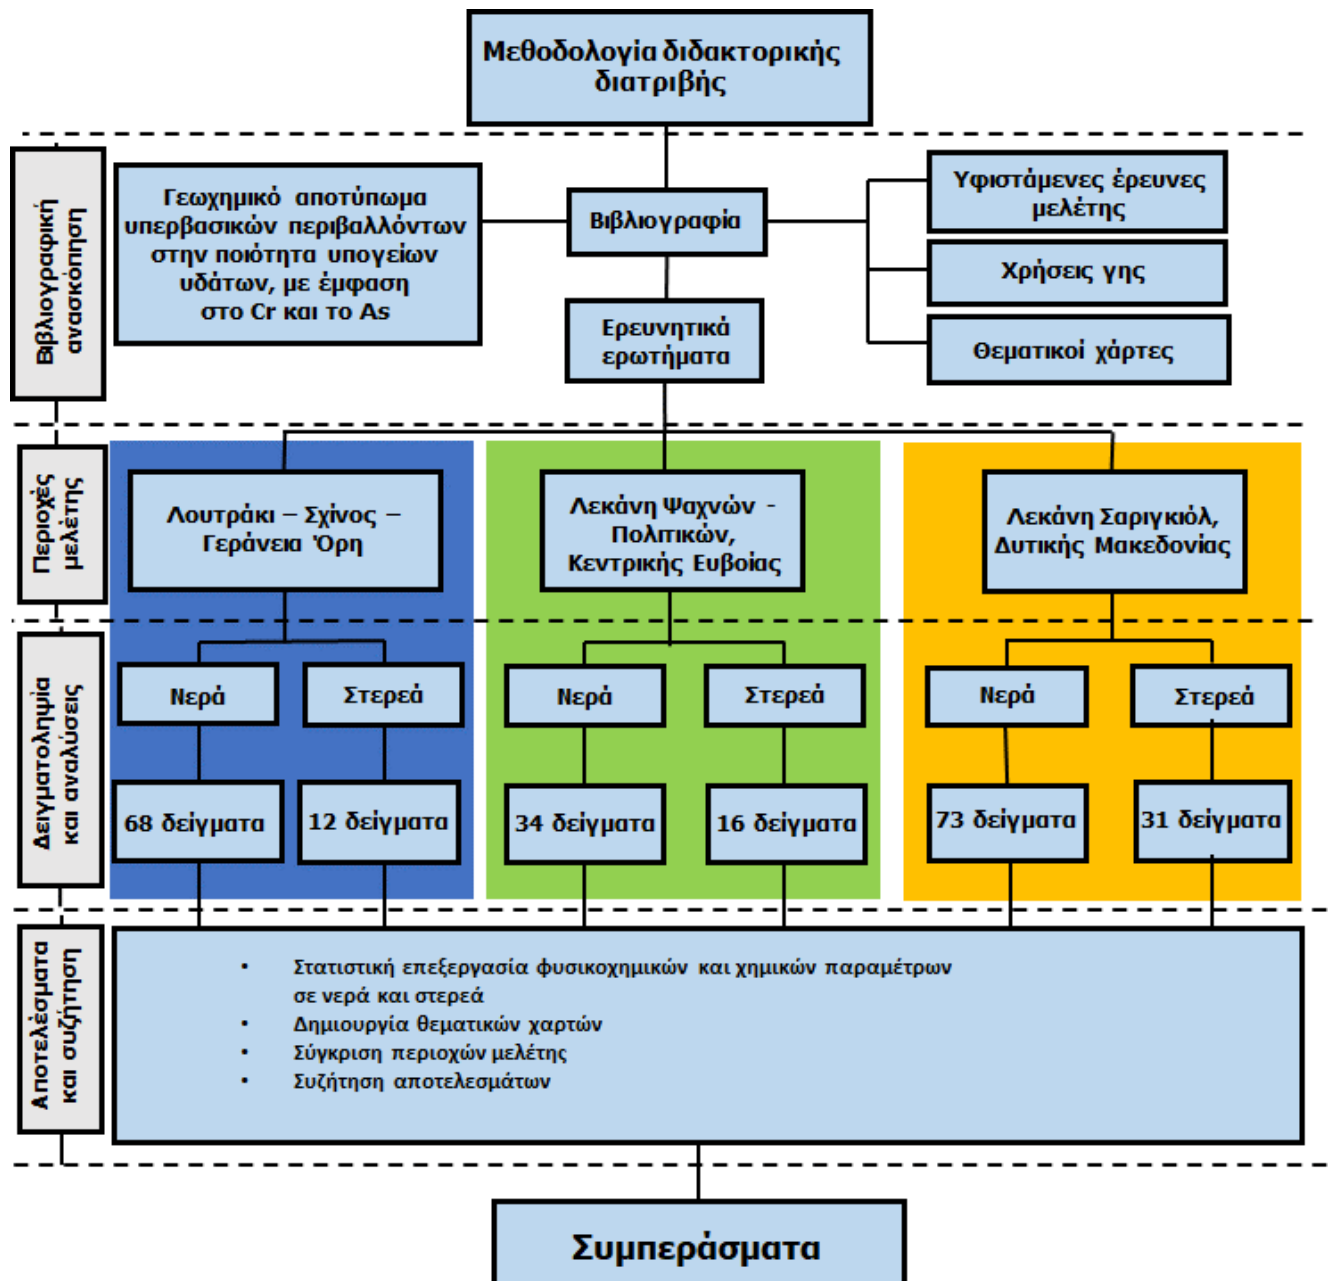 Μεθοδολογία διδακτορικής
διατριβής
Βιβλιογραφική
ανασκόπηση
Γεωχημικό αποτύπωμα
υπερβασικών περιβαλλόντων
στην ποιότητα υπογείων
υδάτων, με έμφαση
στο Cr και το As
Βιβλιογραφία
Υφιστάμενες έρευνες
μελέτης
Χρήσεις γης
Θεματικοί χάρτες
Ερευνητικά
ερωτήματα
Περιοχές
μελέτης
Λουτράκι – Σχίνος –
Γεράνεια Όρη
Λεκάνη Ψαχνών -
Πολιτικών,
Κεντρικής Ευβοίας
Λεκάνη Σαριγκιόλ,
Δυτικής Μακεδονίας
Δειγματοληψία
και αναλύσεις
Νερά
Στερεά
Νερά
Στερεά
Νερά
Στερεά
68 δείγματα
12 δείγματα
34 δείγματα
16 δείγματα
73 δείγματα
31 δείγματα
Αποτελέσματα
και συζήτηση
• Στατιστική επεξεργασία φυσικοχημικών και χημικών παραμέτρων
σε νερά και στερεά
• Δημιουργία θεματικών χαρτών
• Σύγκριση περιοχών μελέτης
• Συζήτηση αποτελεσμάτων
Συμπεράσματα